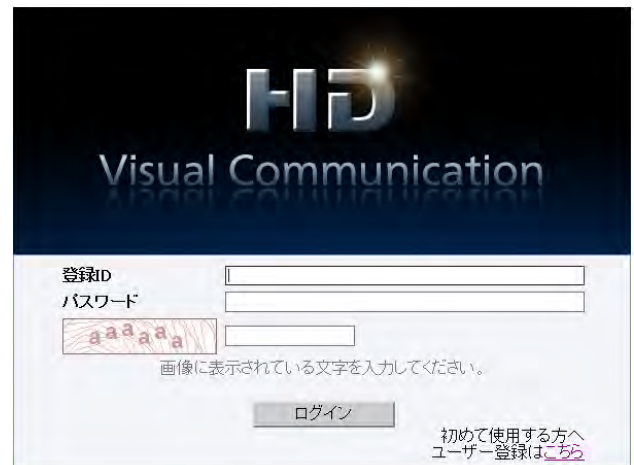 HD
Visual Communication
登録ID
パスワード
aaaaaa
画像に表示されている文字を入力してください。
ログイン
初めて使用する方へ
ユーザー登録はこちら